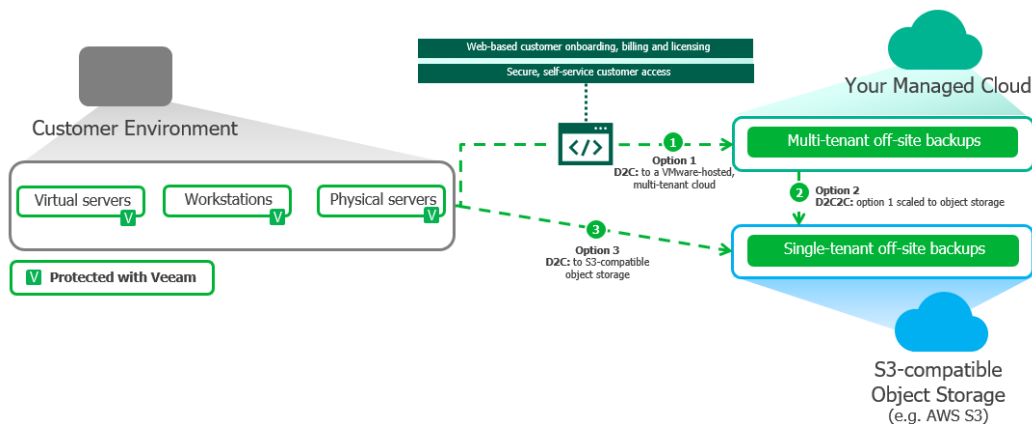 Web-based customer onboarding, billing and licensing
Secure, self-service customer access
Your Managed Cloud
Customer Environment
</>
1
Multi-tenant off-site backups
Option 1
D2C: to a VMware-hosted,
multi-tenant cloud
Virtual servers
V
Workstations
V
Physical servers
V
2
Option 2
D2C2C: option 1 scaled to object storage
3
Option 3
D2C: to S3-compatible
object storage
Single-tenant off-site backups
V Protected with Veeam
S3-compatible
Object Storage
(e.g. AWS S3)